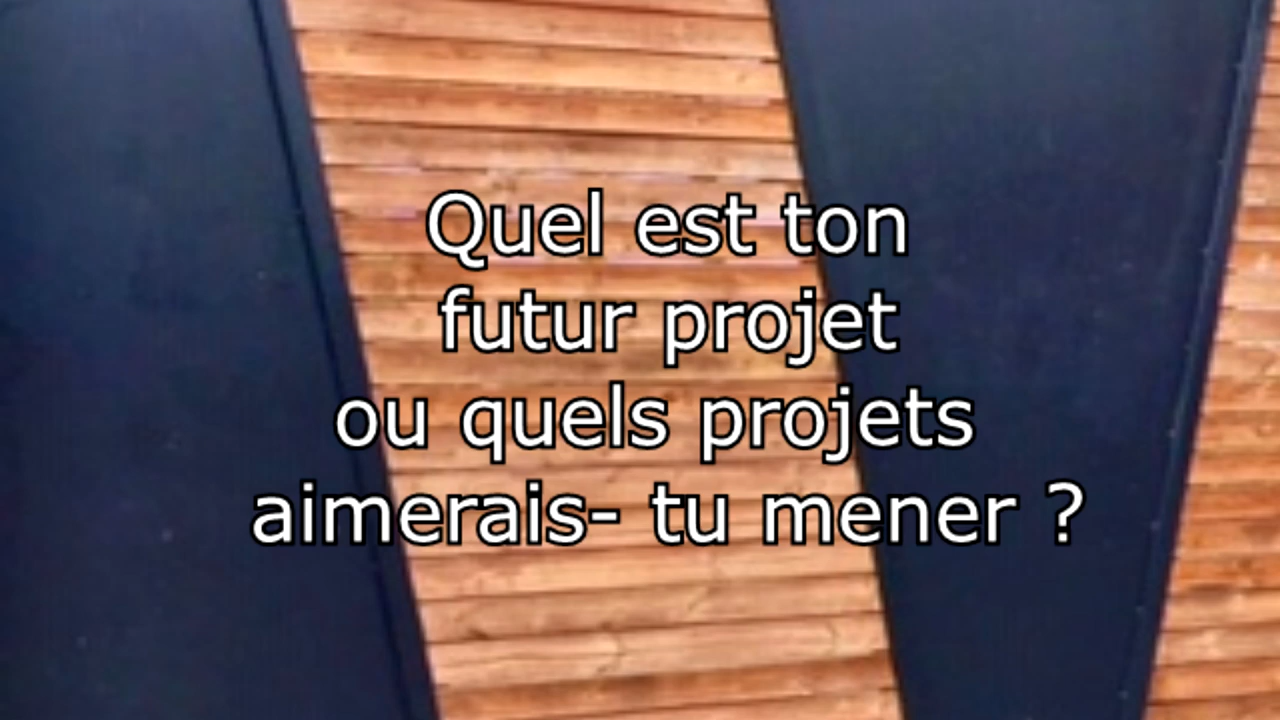 Quel est ton
futur projet
ou quels projets
aimerais- tu mener ?